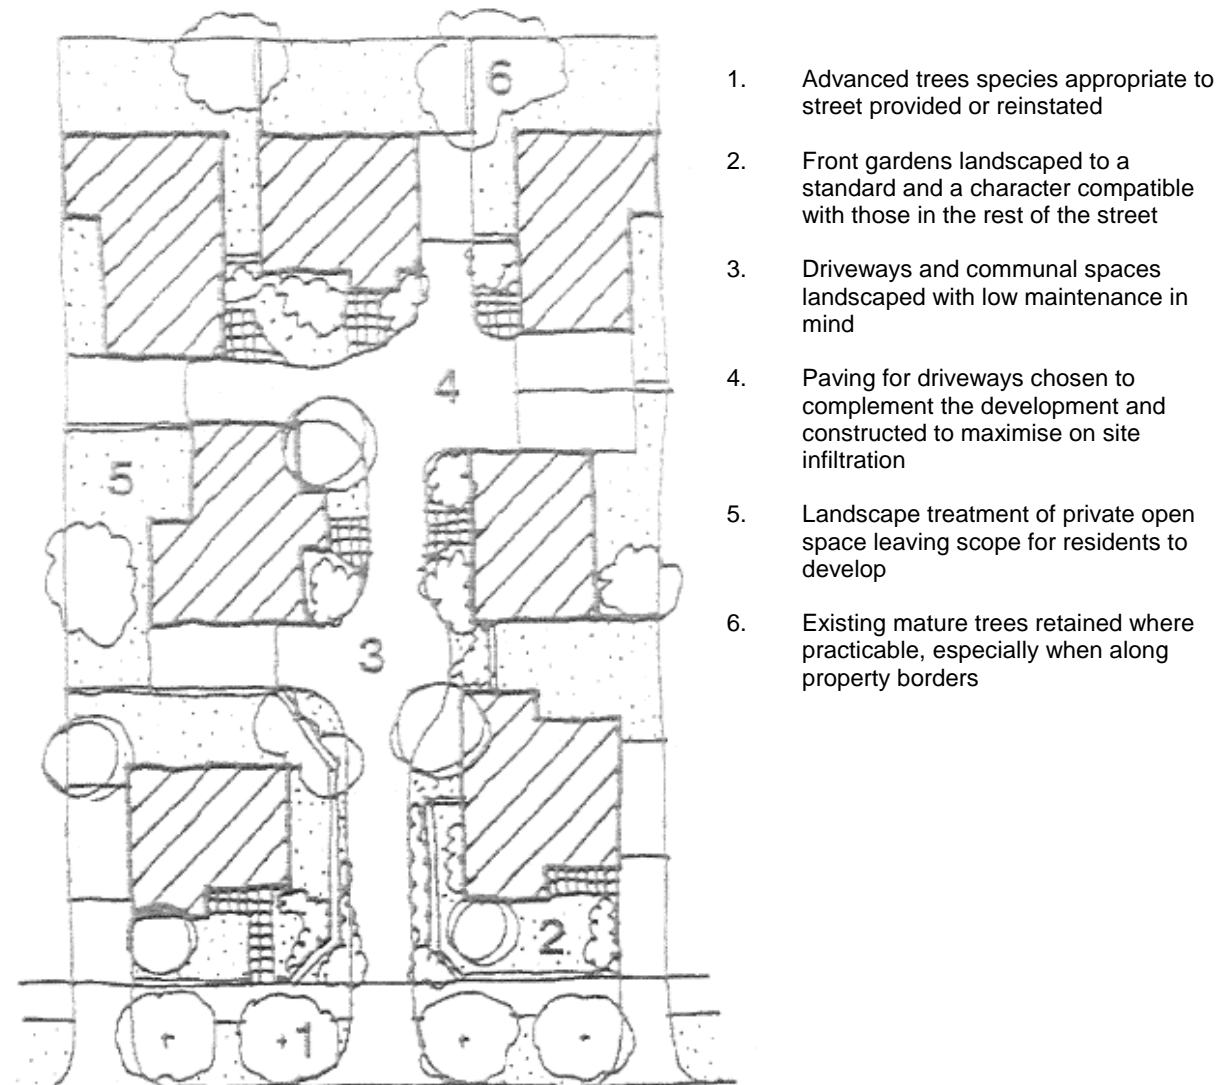 6
4
5
3
2
1
1. Advanced trees species appropriate to
street provided or reinstated
2. Front gardens landscaped to a
standard and a character compatible
with those in the rest of the street
3. Driveways and communal spaces
landscaped with low maintenance in
mind
4. Paving for driveways chosen to
complement the development and
constructed to maximise on site
infiltration
5. Landscape treatment of private open
space leaving scope for residents to
develop
6. Existing mature trees retained where
practicable, especially when along
property borders